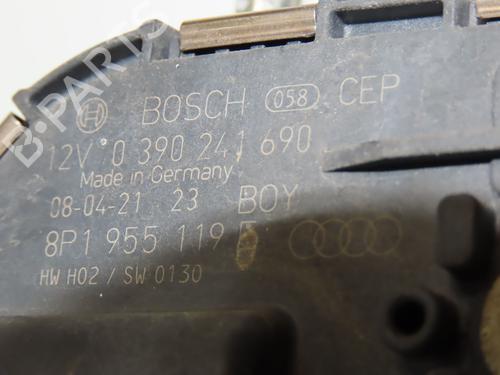 B-PARTS
BOSCH 058 CEP
12V 0 390 241 690
Made in Germany
08-04-21 23 BOY
8P1 955 119
HW H02 / SW 0130